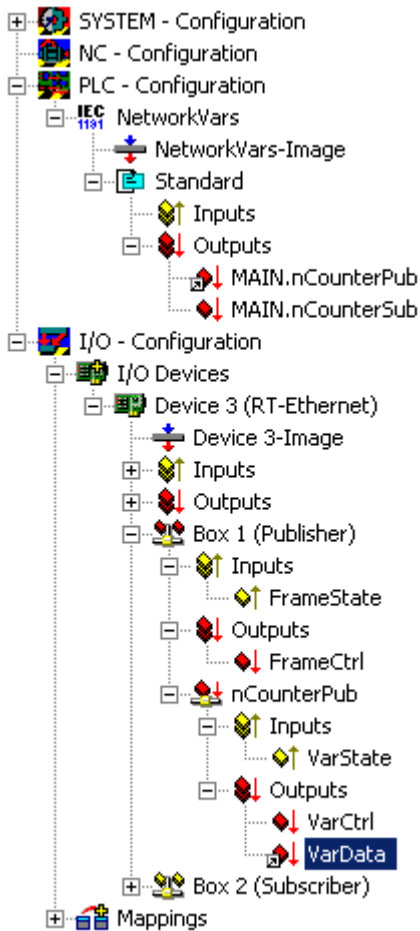 SYSTEM - Configuration
NC - Configuration
PLC - Configuration
IEC 1131 NetworkVars
NetworkVars-Image
Standard
Inputs
Outputs
MAIN.nCounterPub
MAIN.nCounterSub
I/O - Configuration
I/O Devices
Device 3 (RT-Ethernet)
Device 3-Image
Inputs
Outputs
Box 1 (Publisher)
Inputs
FrameState
Outputs
FrameCtrl
nCounterPub
Inputs
VarState
Outputs
VarCtrl
VarData
Box 2 (Subscriber)
Mappings